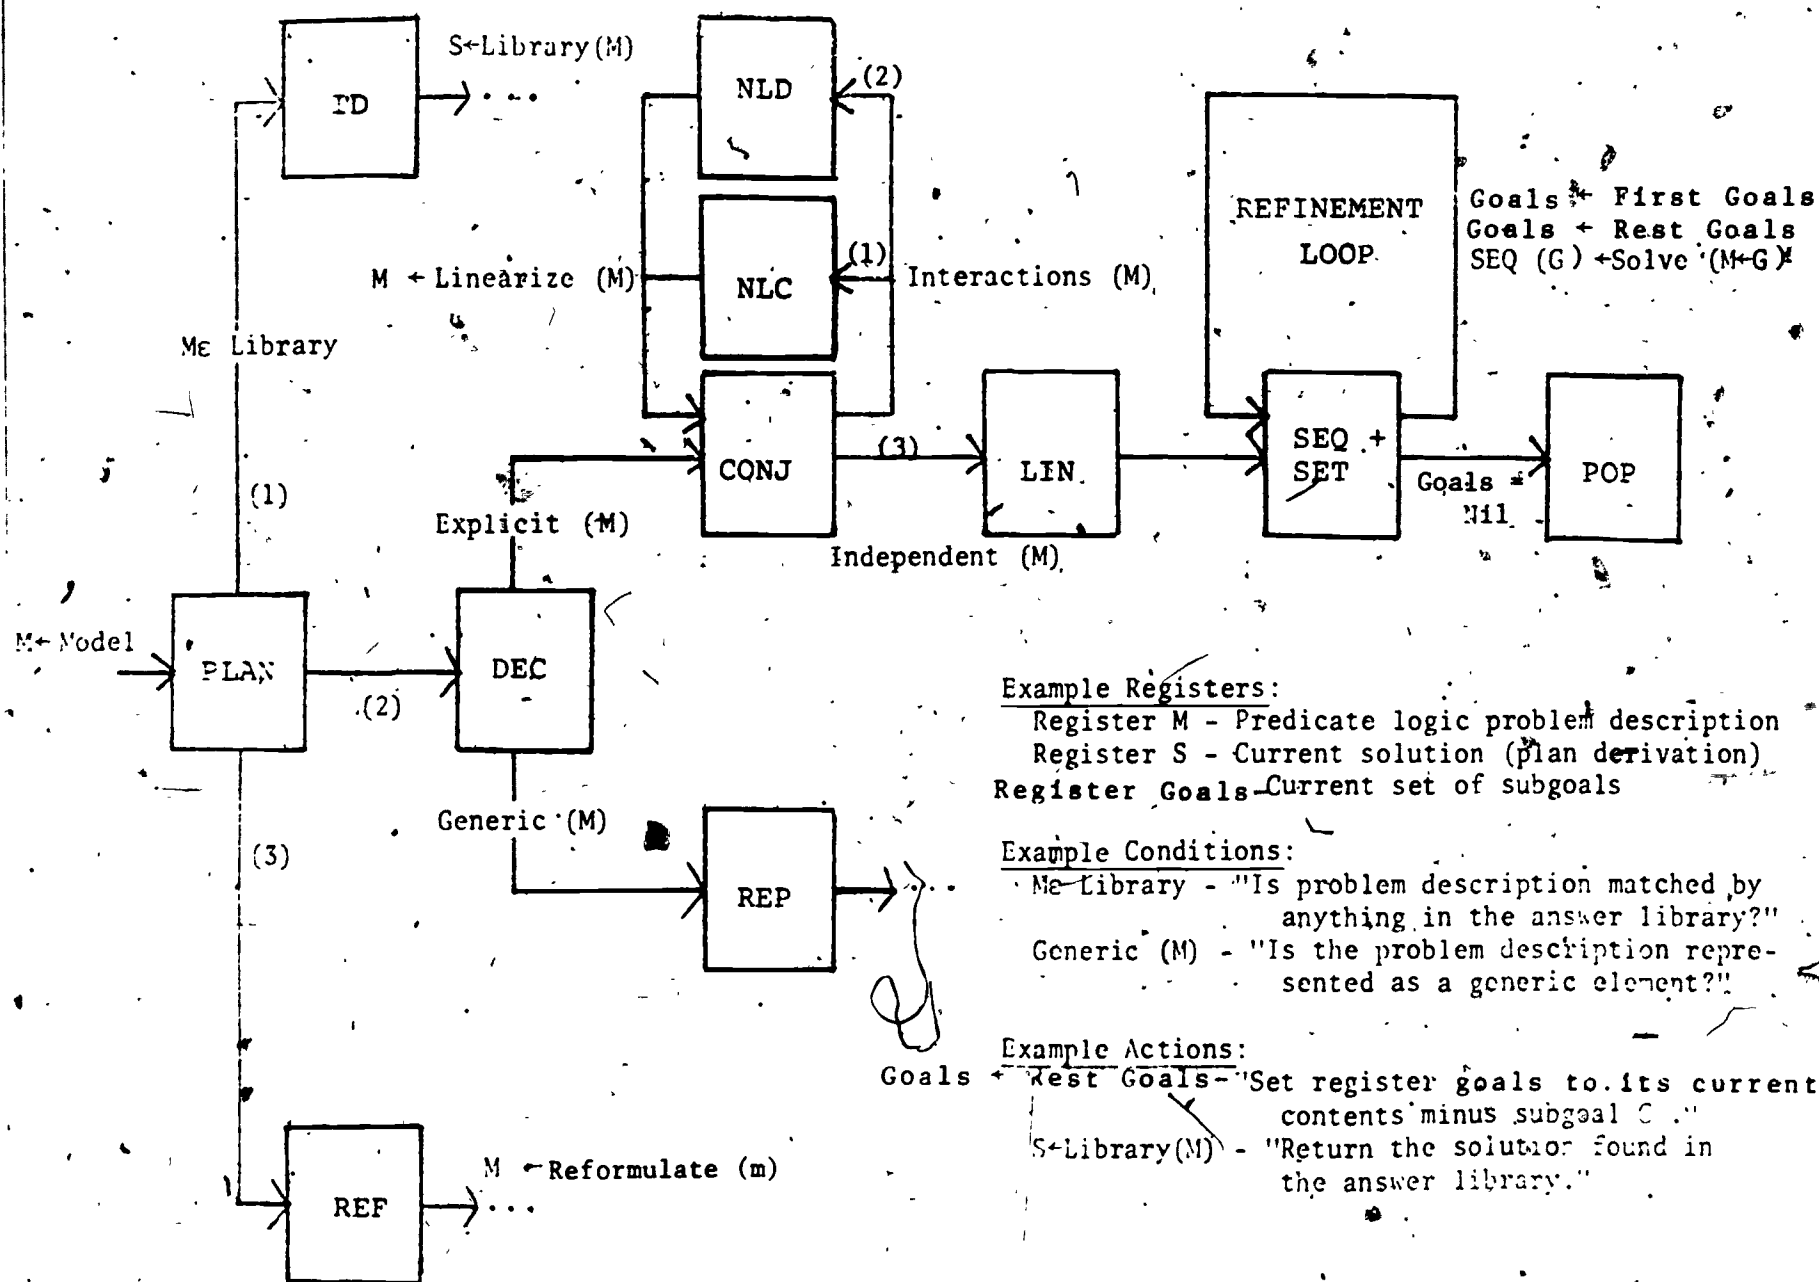 S←Library(M)
NLD
(2)
REFINEMENT
LOOP
Goals ← First Goals
Goals ← Rest Goals
SEQ (G) ←Solve (M←G)
M ← Linearize (M)
NLC
(1)
Interactions (M)
Mε Library
(1)
Explicit (M)
CONJ
(3)
LIN
SEQ +
SET
Goals =
Nil
POP
Independent (M)
M← Model
PLAN
(2)
DEC
(3)
Generic (M)
REP
...
REF
M ← Reformulate (m)
...
Example Registers:
Register M - Predicate logic problem description
Register S - Current solution (plan derivation)
Register Goals-Current set of subgoals
Example Conditions:
Mε Library - "Is problem description matched by
anything in the answer library?"
Generic (M) - "Is the problem description repre-
sented as a generic element?"
Example Actions:
Goals ← Rest Goals- "Set register goals to its current
contents minus subgoal ."
S←Library(M) - "Return the solution found in
the answer library."